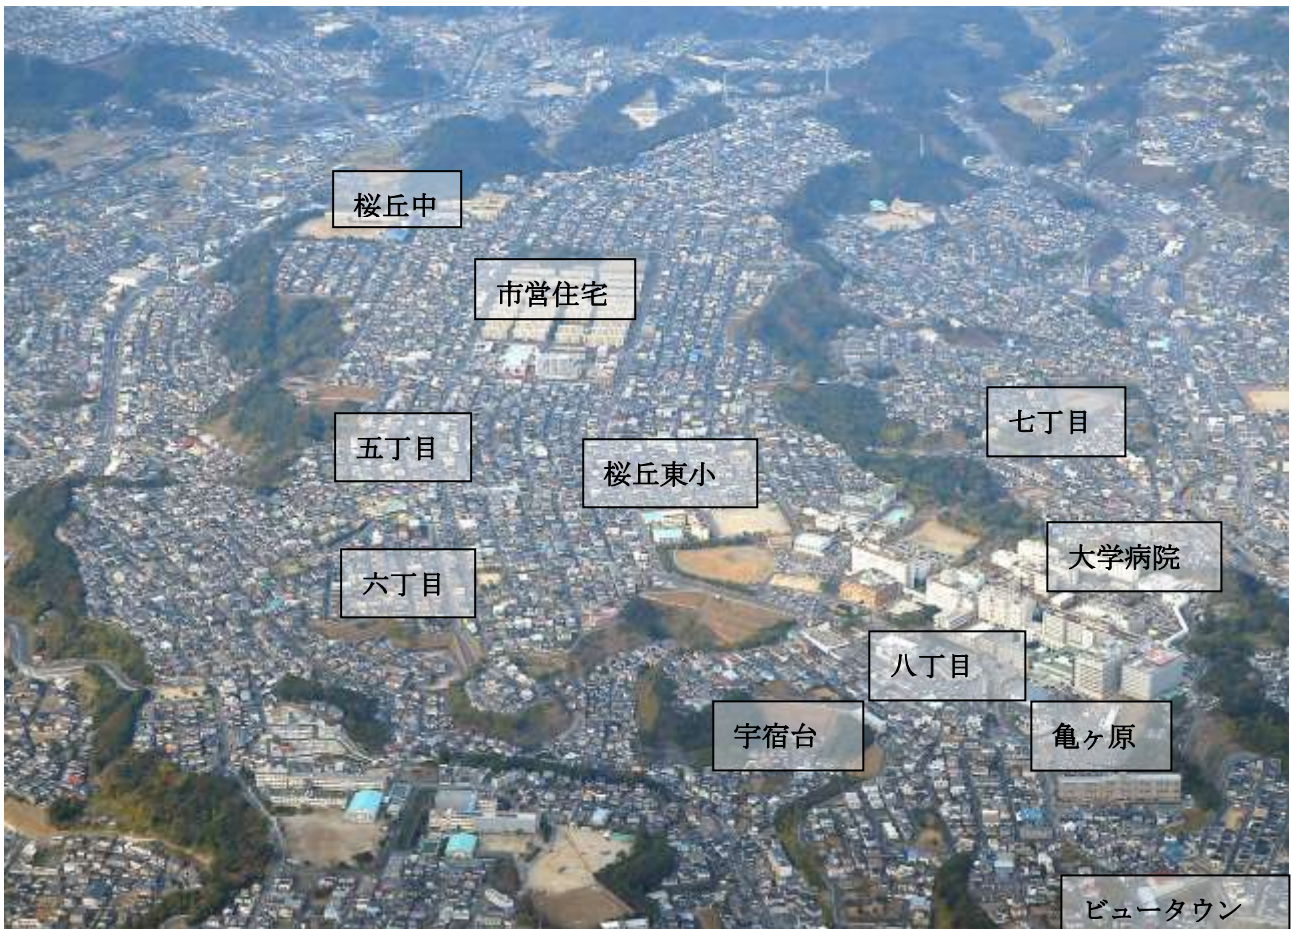 桜丘中
市営住宅
五丁目
七丁目
桜丘東小
大学病院
六丁目
八丁目
宇宿台
亀ヶ原
ビュータウン